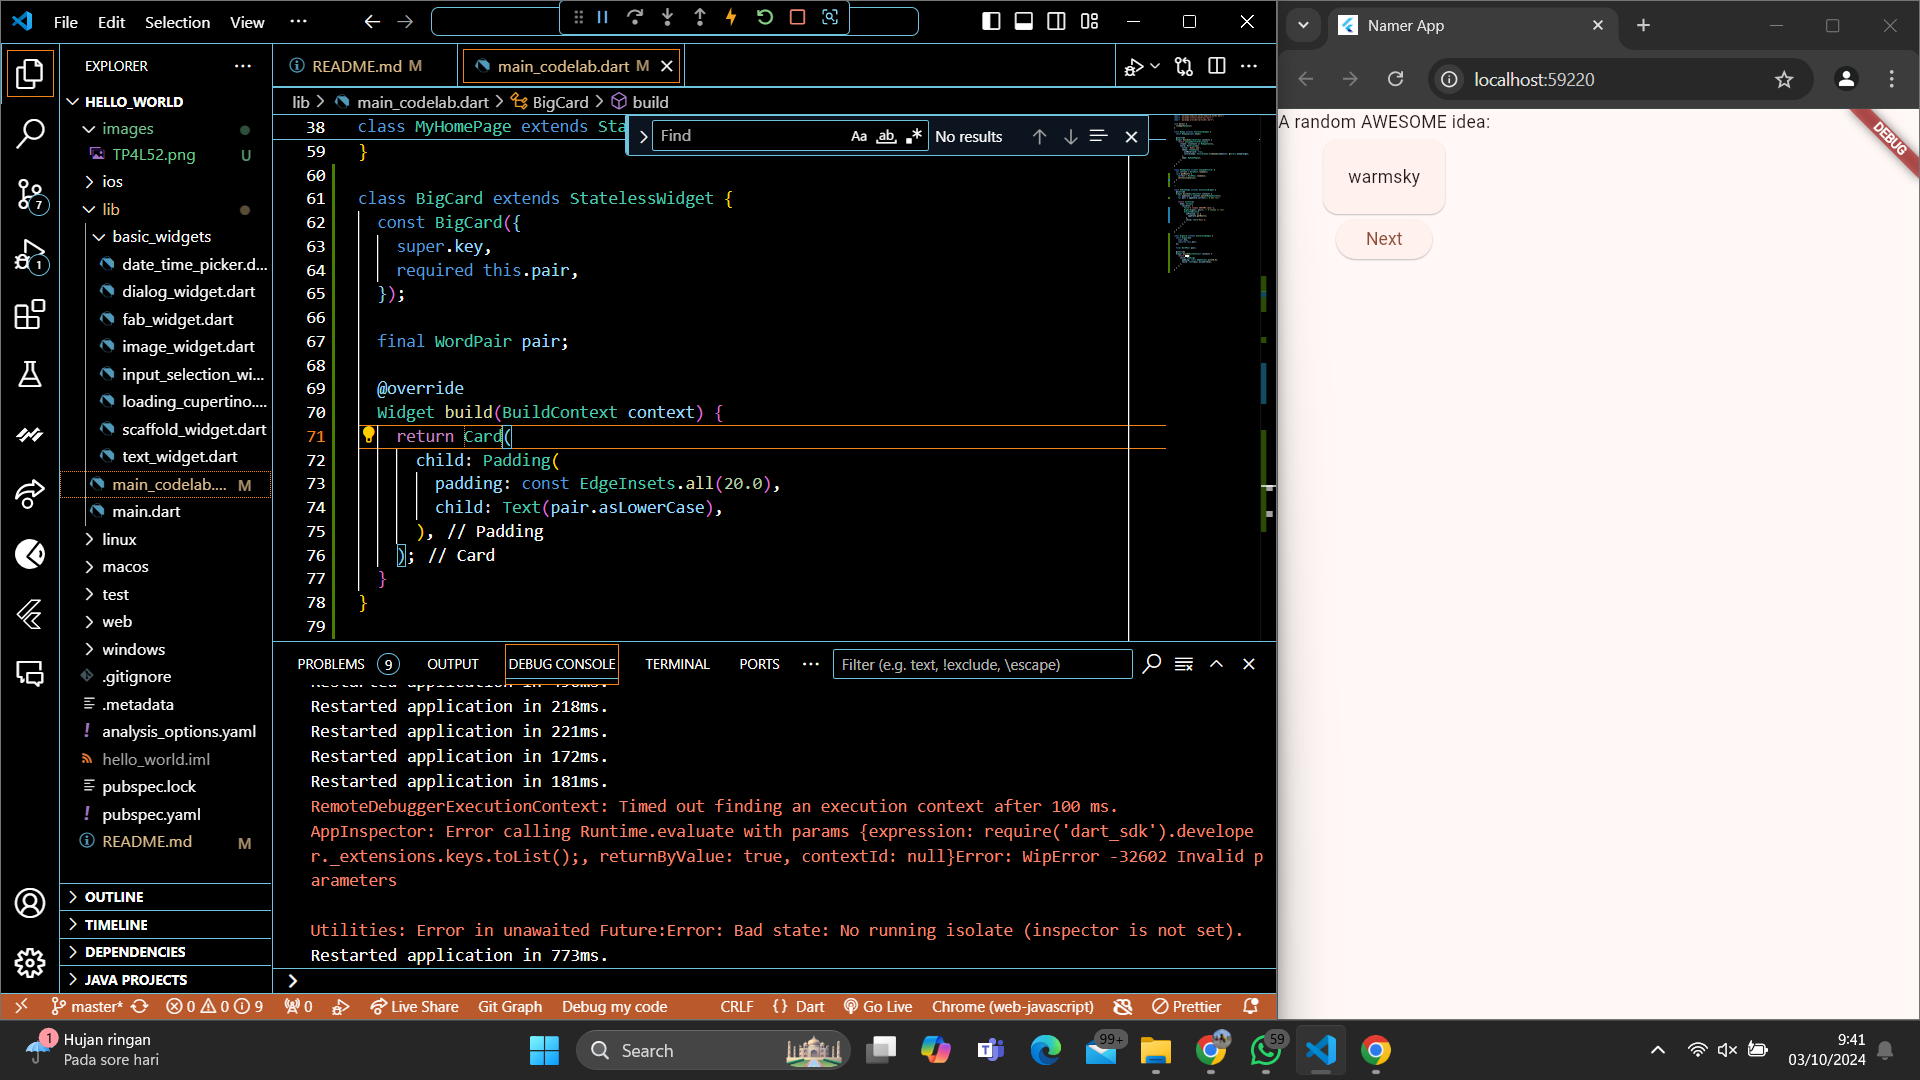 File Edit Selection View ···
EXPLORER
HELLO_WORLD
images
TP4L52.png U
ios
lib
basic_widgets
date_time_picker.d...
dialog_widget.dart
fab_widget.dart
image_widget.dart
input_selection_wi...
loading_cupertino....
scaffold_widget.dart
text_widget.dart
main_codelab.... M
main.dart
linux
macos
test
web
windows
.gitignore
.metadata
analysis_options.yaml
hello_world.iml
pubspec.lock
pubspec.yaml
README.md M
OUTLINE
TIMELINE
DEPENDENCIES
JAVA PROJECTS
7
1
README.md M
main_codelab.dart M
lib > main_codelab.dart > BigCard > build
Find
Aa ab
No results
38 class MyHomePage extends Sta
59 }
60
61 class BigCard extends StatelessWidget {
62 const BigCard({
63 super.key,
64 required this.pair,
65 });
66
67 final WordPair pair;
68
69 @override
70 Widget build(BuildContext context) {
71 return Card(
72 child: Padding(
73 padding: const EdgeInsets.all(20.0),
74 child: Text(pair.asLowerCase),
75 ), // Padding
76 ); // Card
77 }
78 }
79
PROBLEMS 9 OUTPUT DEBUG CONSOLE TERMINAL PORTS ···
Filter (e.g. text, !exclude, \escape)
Restarted application in 218ms.
Restarted application in 221ms.
Restarted application in 172ms.
Restarted application in 181ms.
RemoteDebuggerExecutionContext: Timed out finding an execution context after 100 ms.
AppInspector: Error calling Runtime.evaluate with params {expression: require('dart_sdk').develope
r._extensions.keys.toList();, returnByValue: true, contextId: null}Error: WipError -32602 Invalid p
arameters
Utilities: Error in unawaited Future:Error: Bad state: No running isolate (inspector is not set).
Restarted application in 773ms.
master* 0 0 9 0 Live Share Git Graph Debug my code CRLF {} Dart Go Live Chrome (web-javascript) Prettier
Namer App
localhost:59220
A random AWESOME idea:
DEBUG
warmsky
Next
1
Hujan ringan
Pada sore hari
Search
99+
59
9:41
03/10/2024